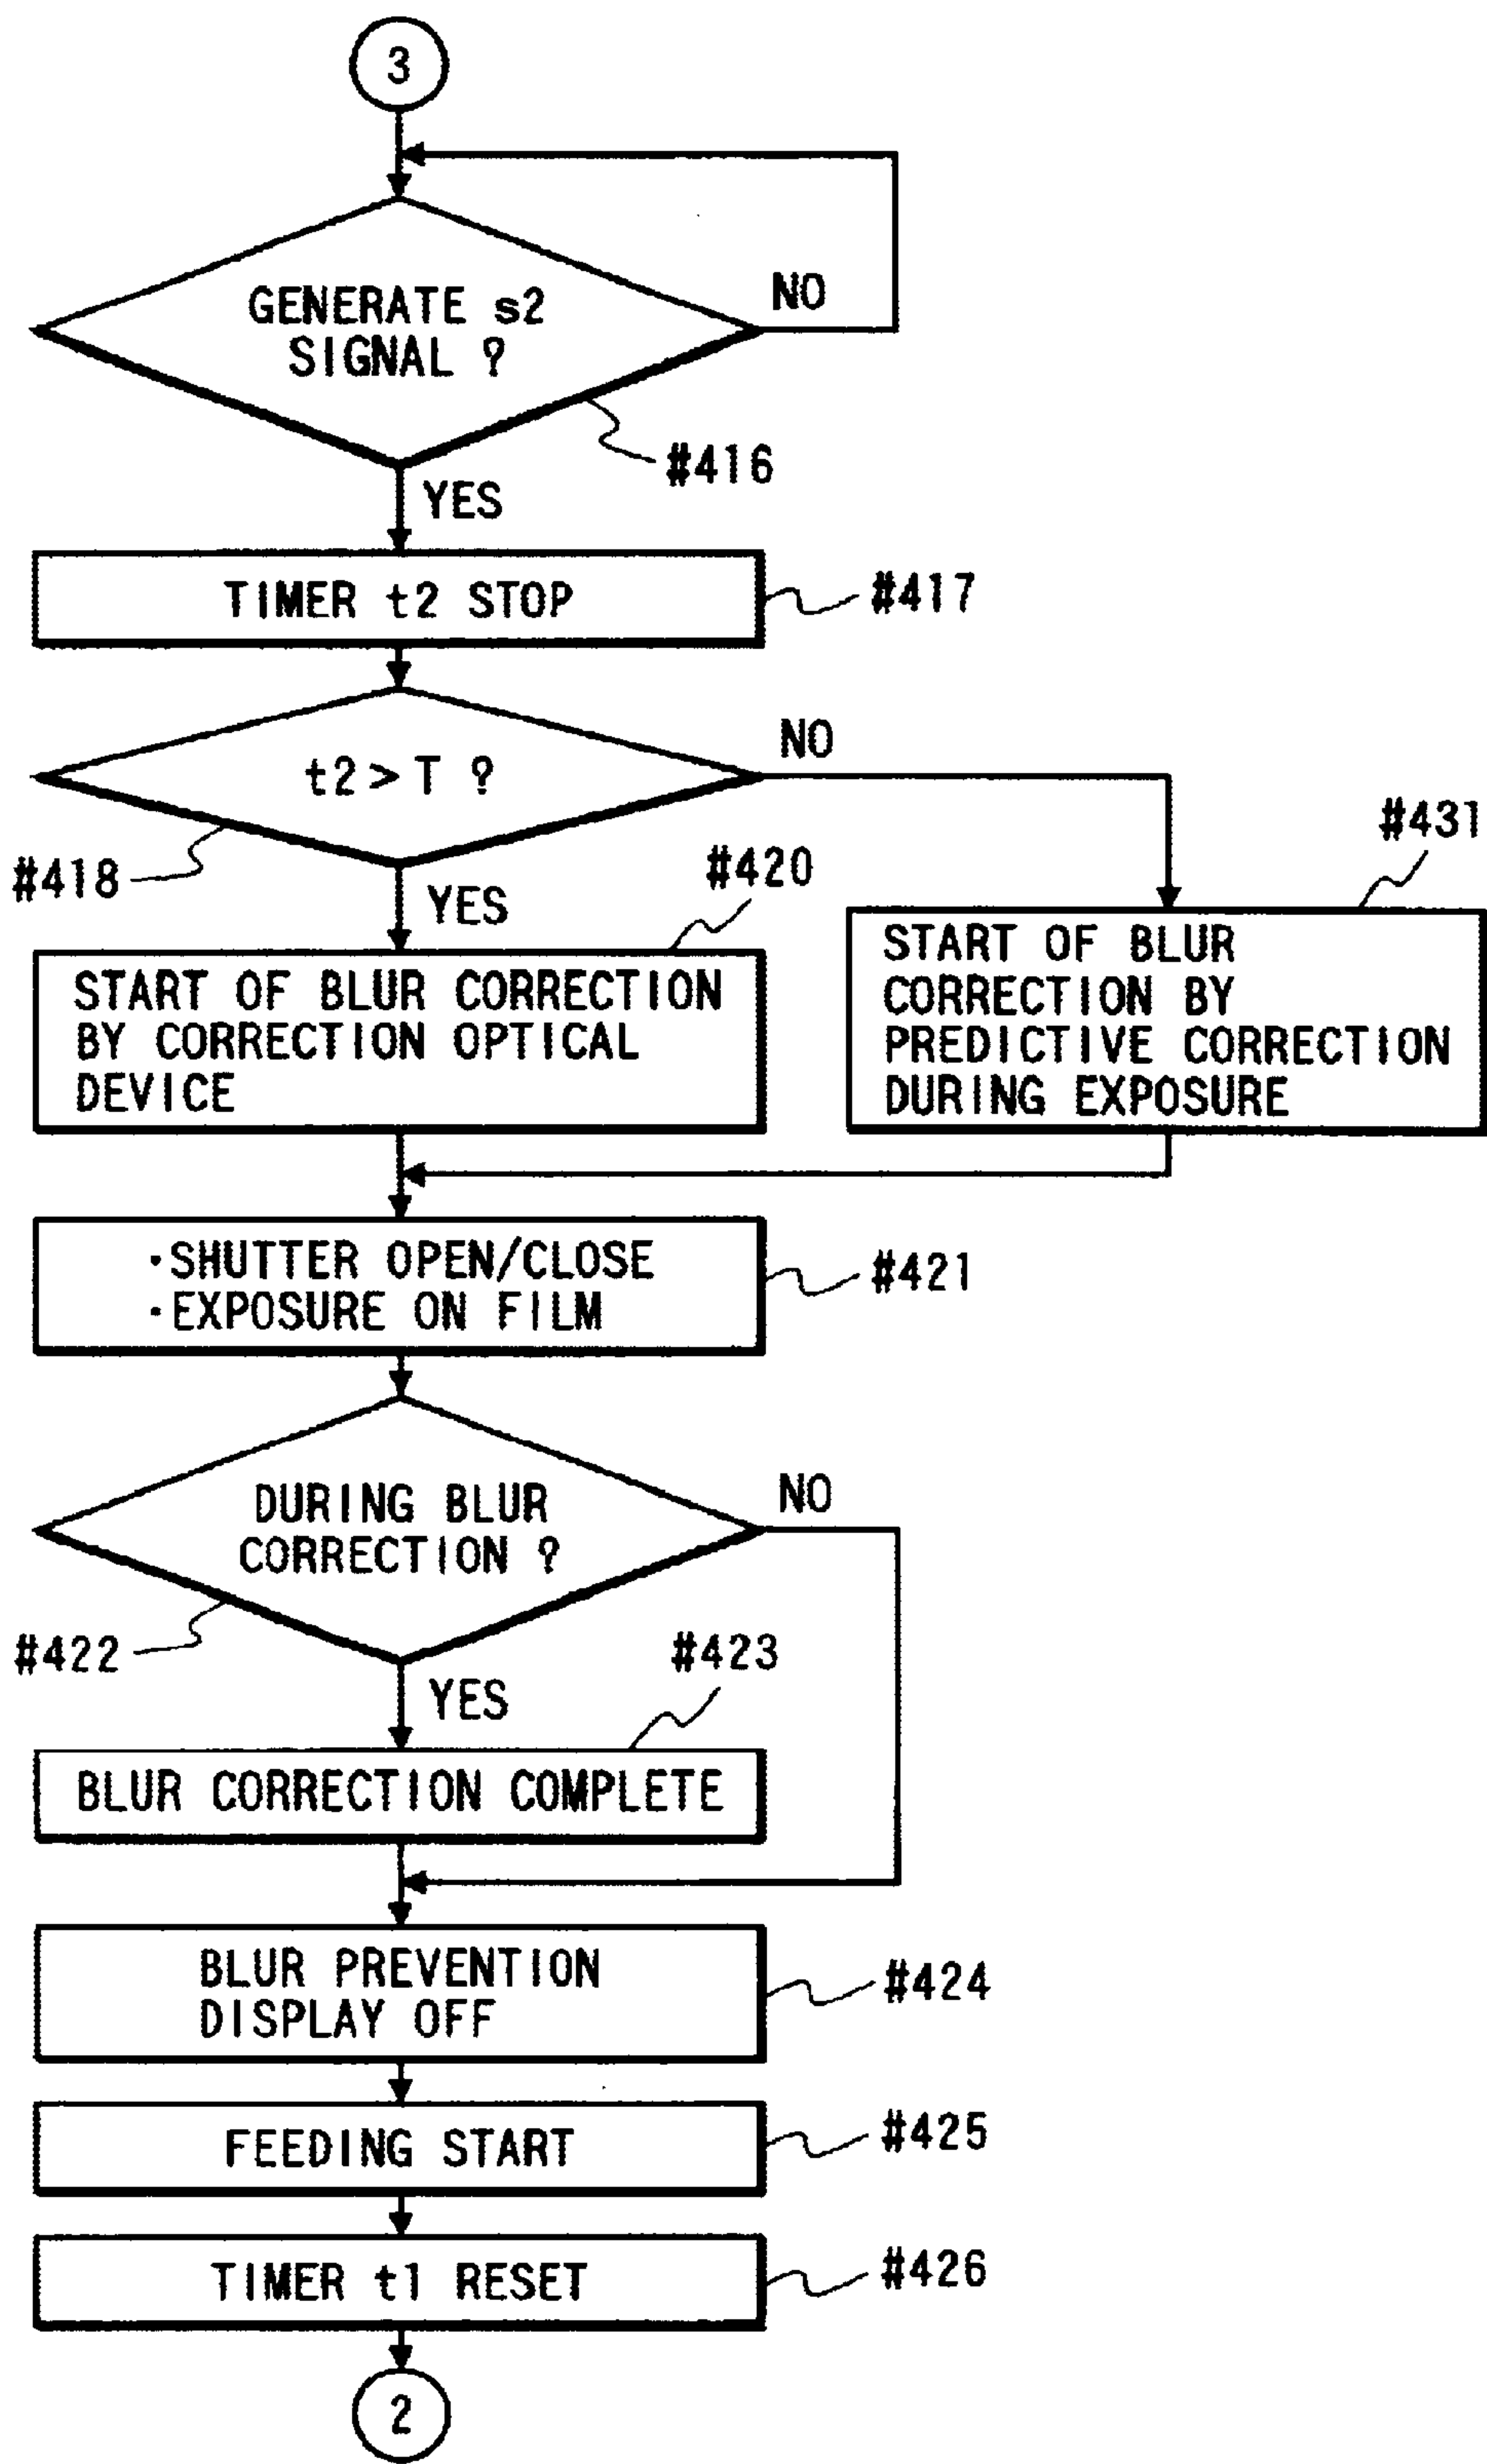 3
GENERATE s2
SIGNAL ?
NO
#416
YES
TIMER t2 STOP
#417
t2 > T ?
NO
#418
YES
#420
#431
START OF BLUR CORRECTION
BY CORRECTION OPTICAL
DEVICE
START OF BLUR
CORRECTION BY
PREDICTIVE CORRECTION
DURING EXPOSURE
·SHUTTER OPEN/CLOSE
·EXPOSURE ON FILM
#421
DURING BLUR
CORRECTION ?
NO
#422
YES
#423
BLUR CORRECTION COMPLETE
BLUR PREVENTION
DISPLAY OFF
#424
FEEDING START
#425
TIMER t1 RESET
#426
2